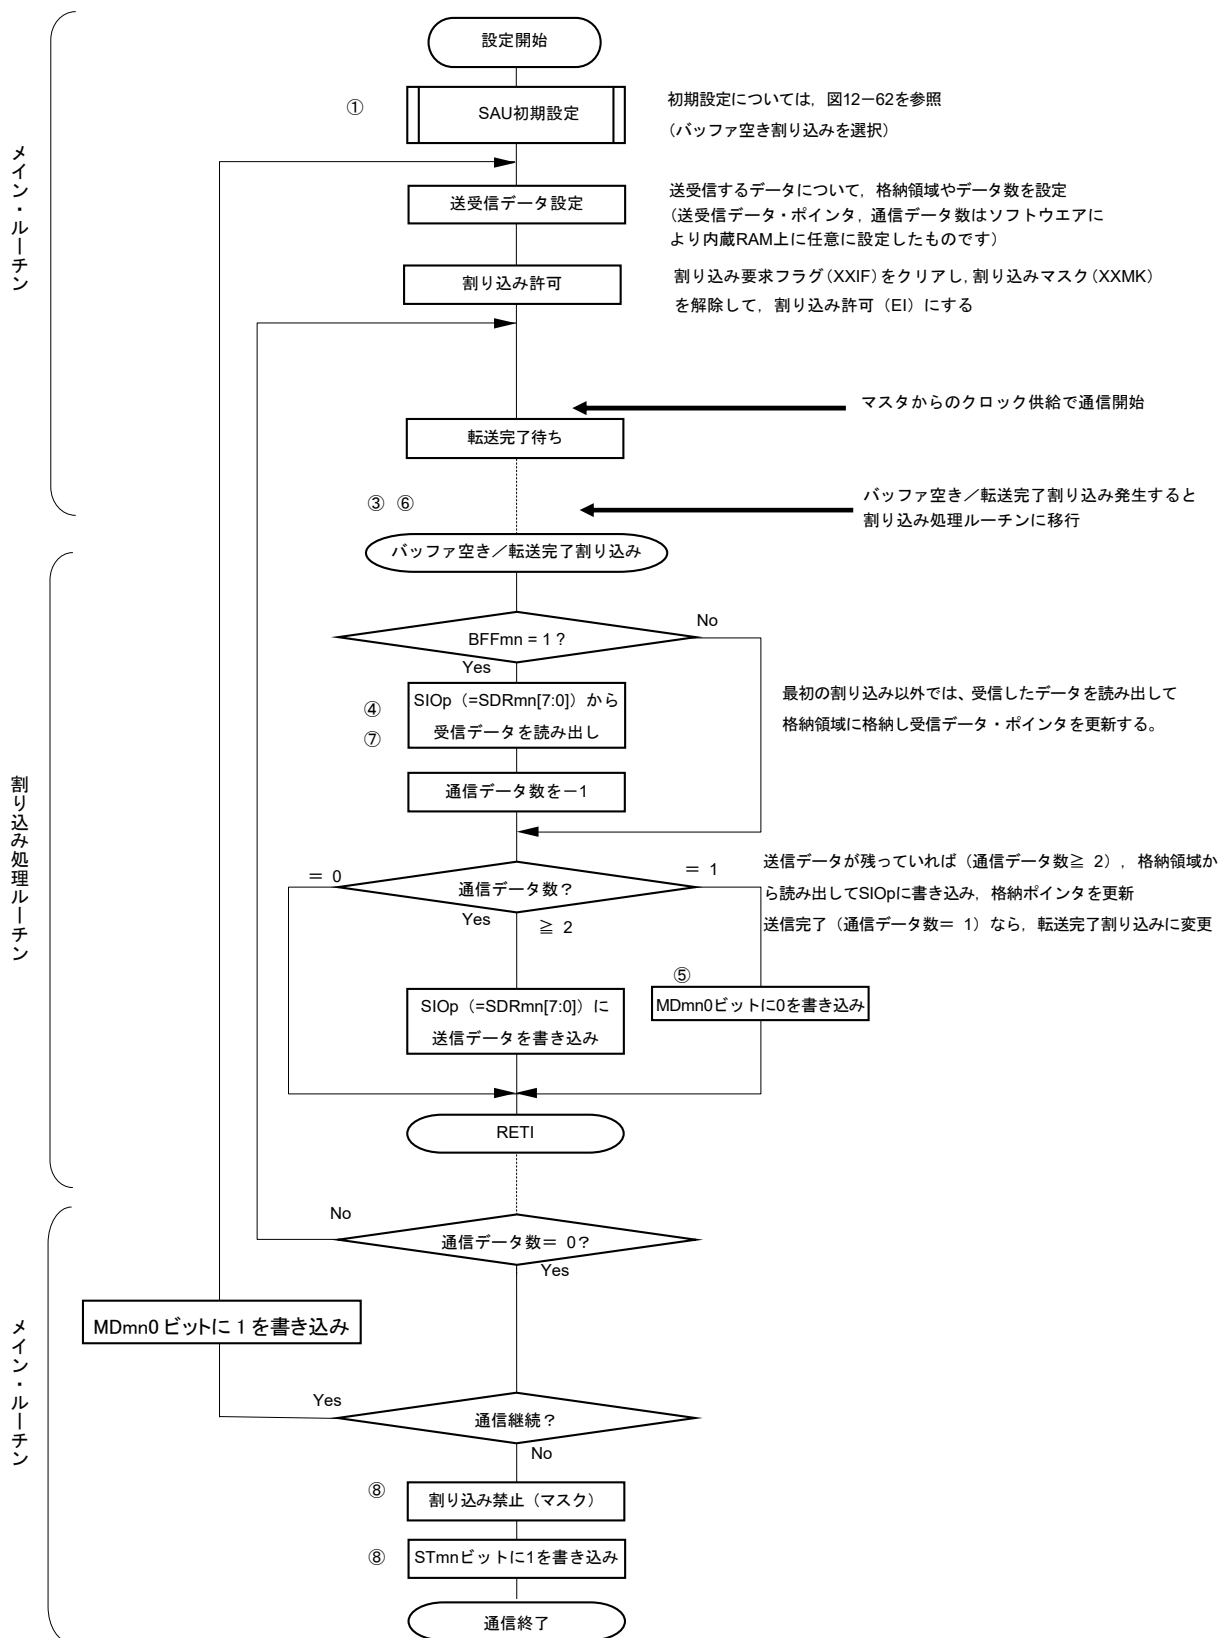 設定開始
①
SAU初期設定
初期設定については，図12－62を参照
（バッファ空き割り込みを選択）
メイン・ルーチン
送受信データ設定
送受信するデータについて，格納領域やデータ数を設定
（送受信データ・ポインタ，通信データ数はソフトウエアに
より内蔵RAM上に任意に設定したものです）
割り込み許可
割り込み要求フラグ（XXIF）をクリアし，割り込みマスク（XXMK）
を解除して，割り込み許可（EI）にする
マスタからのクロック供給で通信開始
転送完了待ち
③ ⑥
バッファ空き／転送完了割り込み発生すると
割り込み処理ルーチンに移行
バッファ空き／転送完了割り込み
BFFmn = 1？
No
Yes
④
⑦
SIOp（=SDRmn[7:0]）から
受信データを読み出し
最初の割り込み以外では、受信したデータを読み出して
格納領域に格納し受信データ・ポインタを更新する。
通信データ数を－1
割り込み処理ルーチン
＝ 0
通信データ数？
＝ 1
Yes
≧ 2
送信データが残っていれば（通信データ数≧ 2），格納領域か
ら読み出してSIOpに書き込み，格納ポインタを更新
送信完了（通信データ数＝ 1）なら，転送完了割り込みに変更
⑤
MDmn0ビットに0を書き込み
SIOp（=SDRmn[7:0]）に
送信データを書き込み
RETI
No
通信データ数＝ 0？
Yes
MDmn0 ビットに 1 を書き込み
メイン・ルーチン
Yes
通信継続？
No
⑧
割り込み禁止（マスク）
⑧
STmnビットに1を書き込み
通信終了